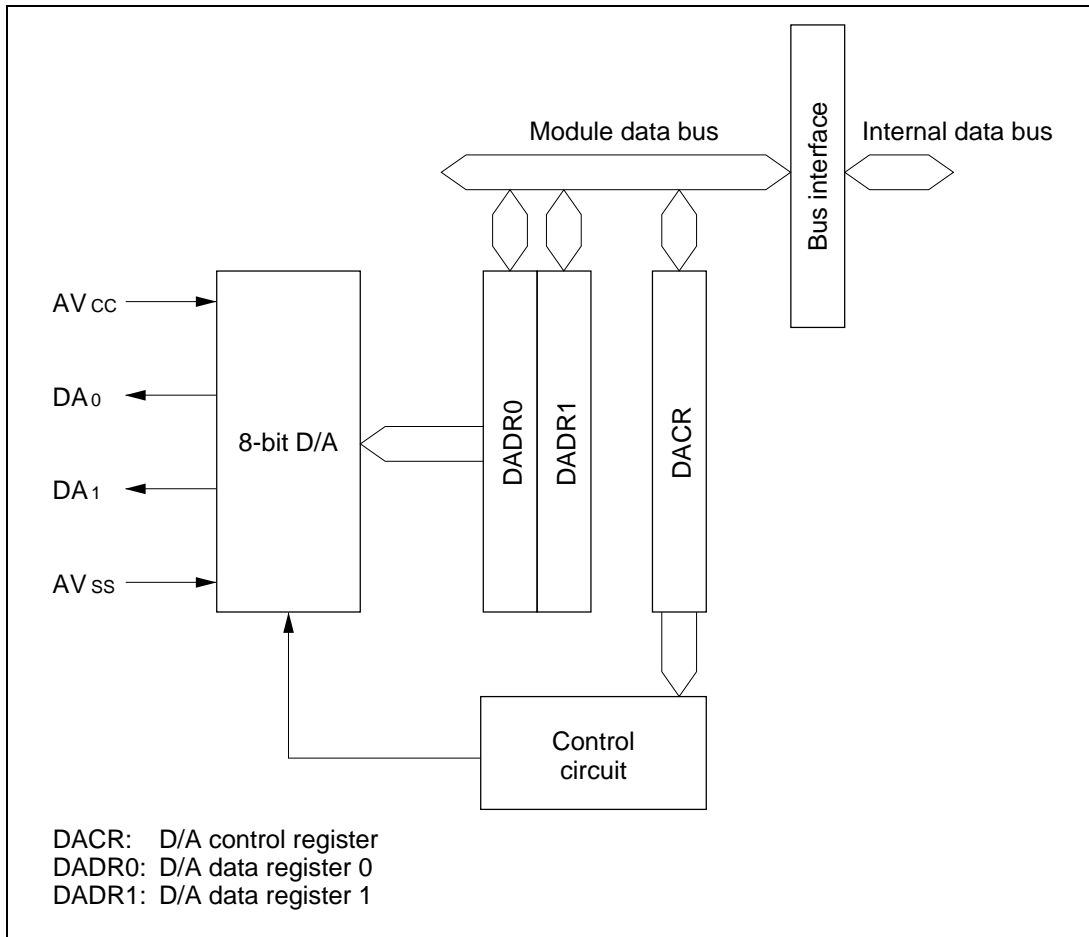 Module data bus
Internal data bus
Bus interface
AVCC
DA0
8-bit D/A
DA1
AVSS
DADR0
DADR1
DACR
Control
circuit
DACR: D/A control register
DADR0: D/A data register 0
DADR1: D/A data register 1